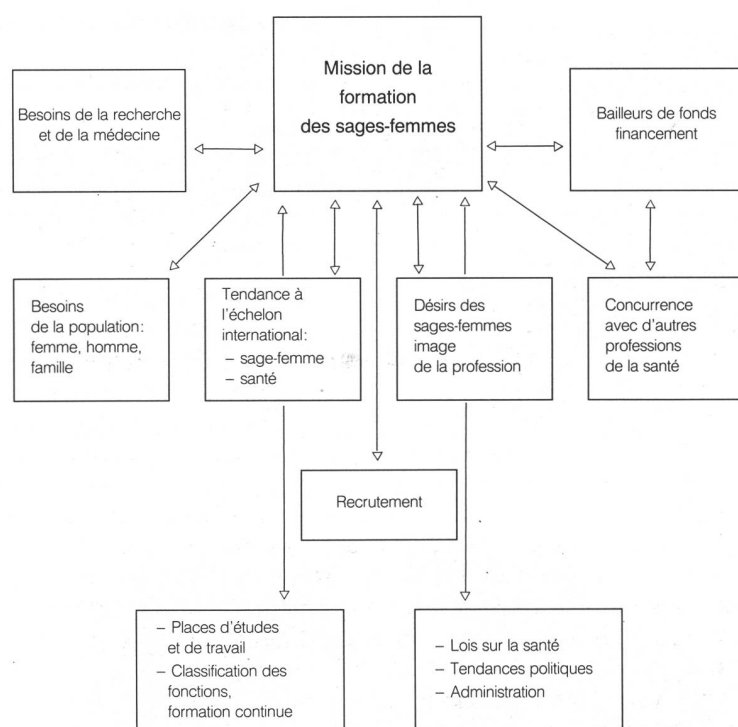 Mission de la
formation
des sages-femmes
Besoins de la recherche
et de la médecine
Bailleurs de fonds
financement
Besoins
de la population:
femme, homme,
famille
Tendance à
l'échelon
international:
– sage-femme
– santé
Désirs des
sages-femmes
image
de la profession
Concurrence
avec d'autres
professions
de la santé
Recrutement
– Places d'études
et de travail
– Classification des
fonctions,
formation continue
– Lois sur la santé
– Tendances politiques
– Administration